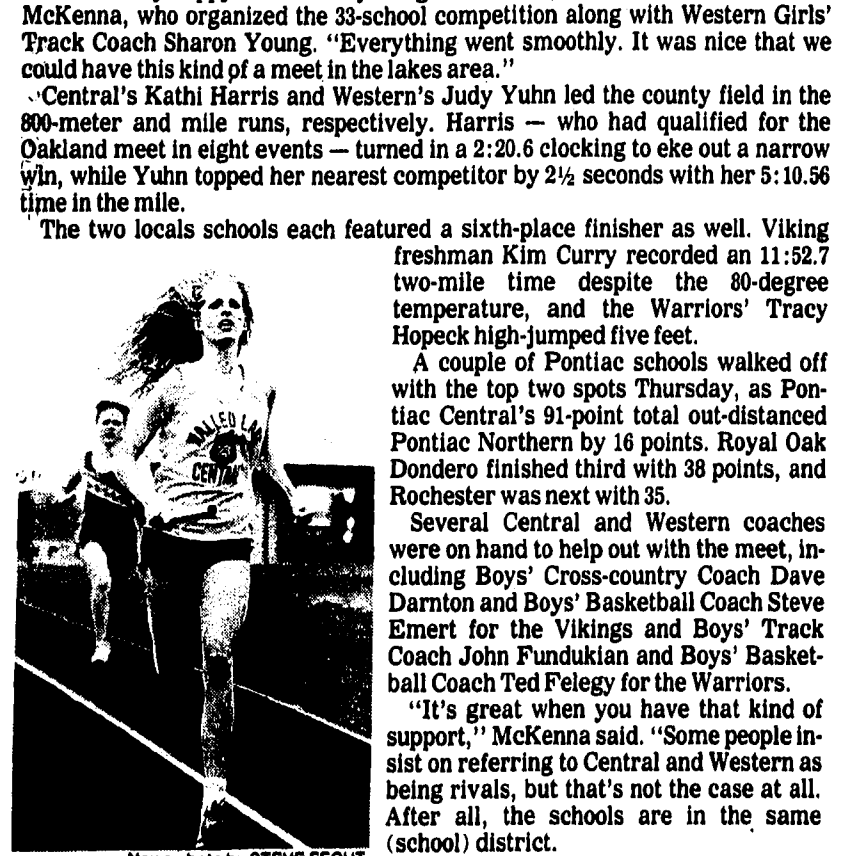 McKenna, who organized the 33-school competition along with Western Girls'
Track Coach Sharon Young. "Everything went smoothly. It was nice that we
could have this kind of a meet in the lakes area."
Central's Kathi Harris and Western's Judy Yuhn led the county field in the
800-meter and mile runs, respectively. Harris — who had qualified for the
Oakland meet in eight events — turned in a 2:20.6 clocking to eke out a narrow
win, while Yuhn topped her nearest competitor by 2½ seconds with her 5:10.56
time in the mile.
The two locals schools each featured a sixth-place finisher as well. Viking
freshman Kim Curry recorded an 11:52.7
two-mile time despite the 80-degree
temperature, and the Warriors' Tracy
Hopeck high-jumped five feet.
A couple of Pontiac schools walked off
with the top two spots Thursday, as Pon-
tiac Central's 91-point total out-distanced
Pontiac Northern by 16 points. Royal Oak
Dondero finished third with 38 points, and
Rochester was next with 35.
Several Central and Western coaches
were on hand to help out with the meet, in-
cluding Boys' Cross-country Coach Dave
Darnton and Boys' Basketball Coach Steve
Emert for the Vikings and Boys' Track
Coach John Fundukian and Boys' Basket-
ball Coach Ted Felegy for the Warriors.
"It's great when you have that kind of
support," McKenna said. "Some people in-
sist on referring to Central and Western as
being rivals, but that's not the case at all.
After all, the schools are in the same
(school) district.
WALLED LAKE
CENTRAL